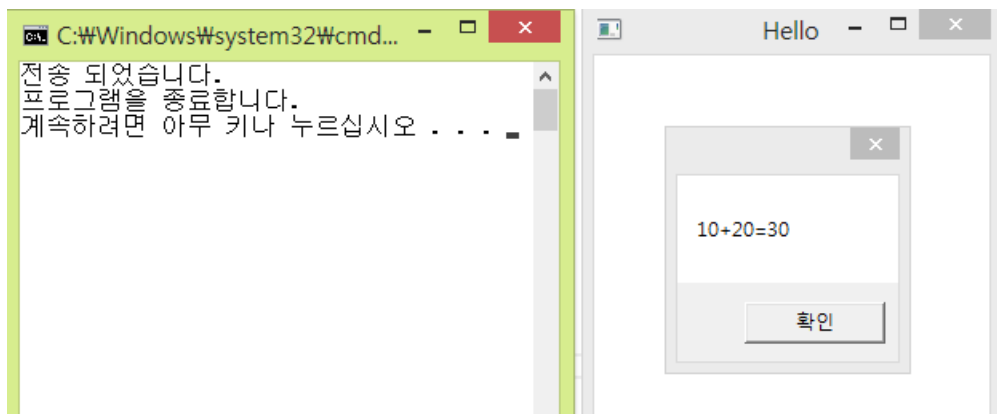 C:₩Windows₩system32₩cmd...
전송 되었습니다.
프로그램을 종료합니다.
계속하려면 아무 키나 누르십시오 . . .
Hello
10+20=30
확인